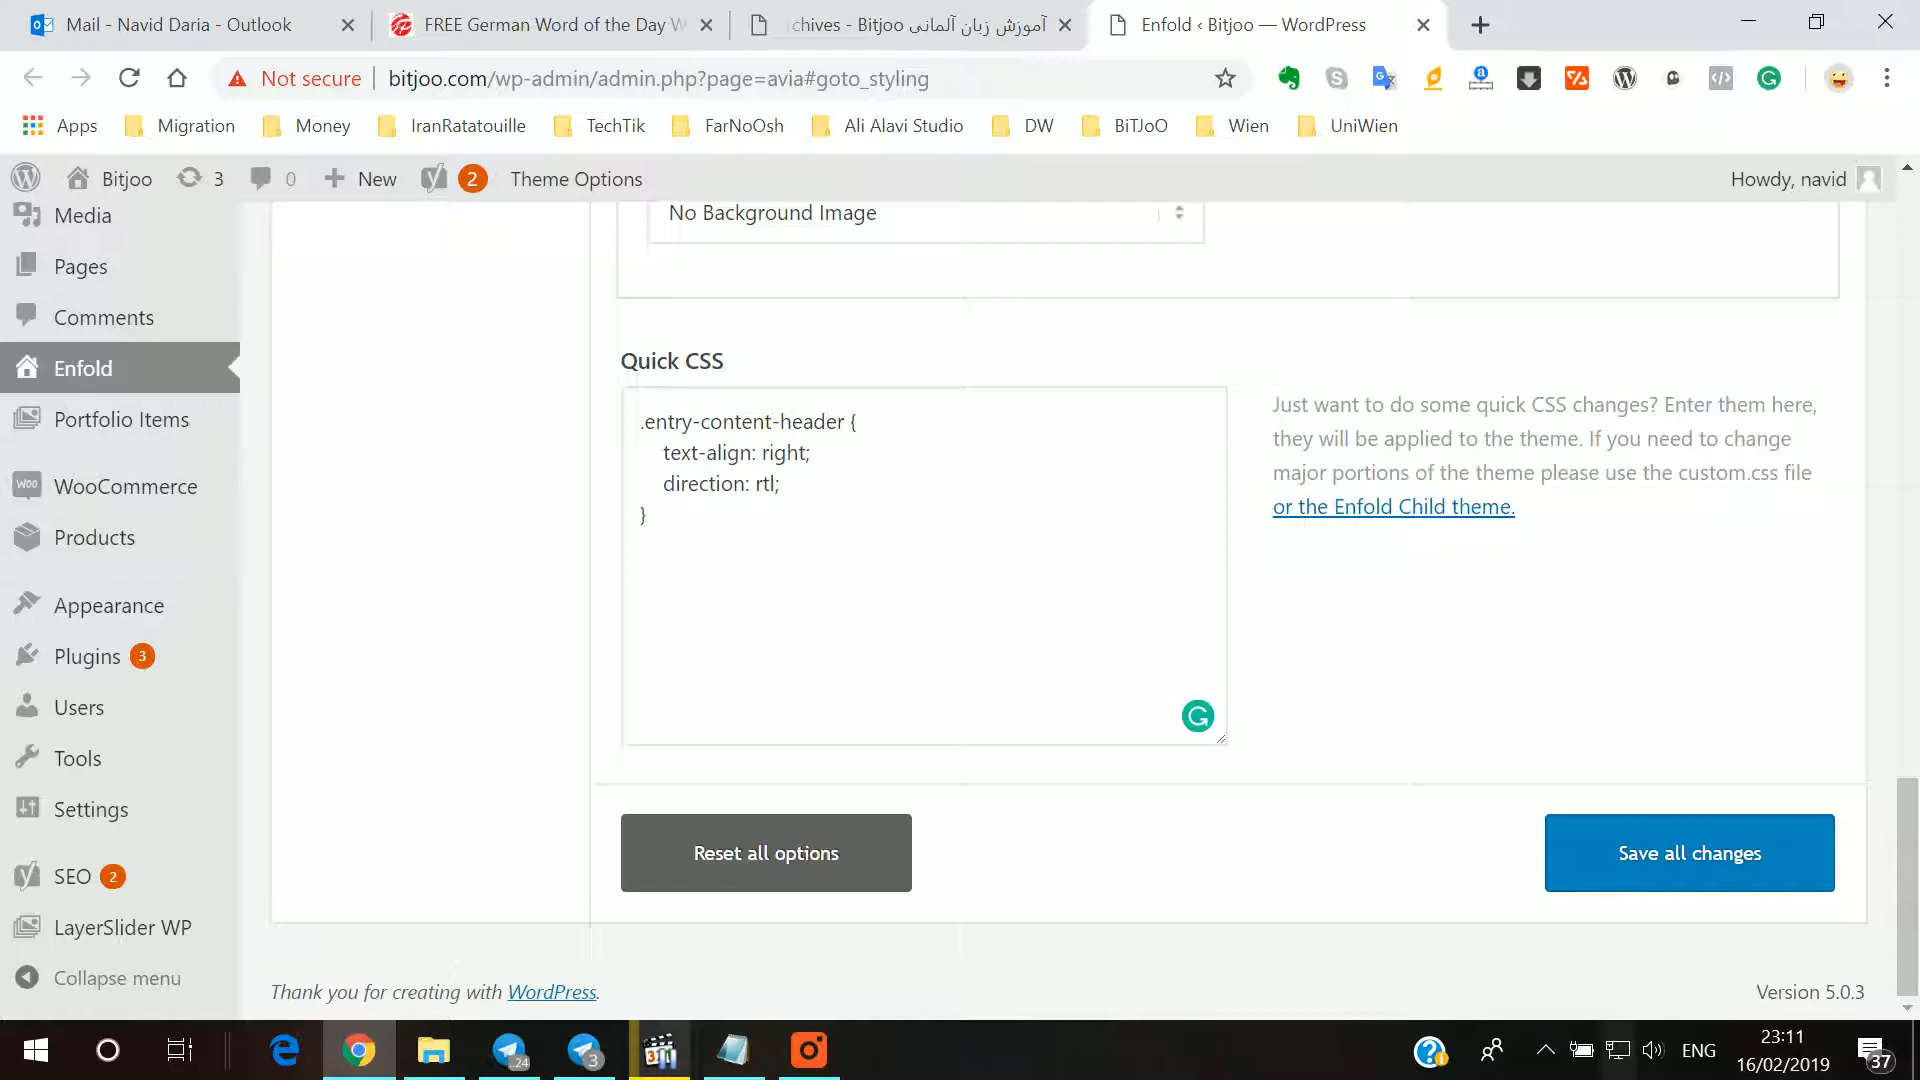 Mail - Navid Daria - Outlook
FREE German Word of the Day W
chives - Bitjoo آموزش زبان آلمانی
Enfold ‹ Bitjoo — WordPress
Not secure
bitjoo.com/wp-admin/admin.php?page=avia#goto_styling
Apps
Migration
Money
IranRatatouille
TechTik
FarNoOsh
Ali Alavi Studio
DW
BiTJoO
Wien
UniWien
Bitjoo
3
0
New
2
Theme Options
Howdy, navid
Media
Pages
Comments
Enfold
Portfolio Items
WooCommerce
Products
Appearance
Plugins 3
Users
Tools
Settings
SEO 2
LayerSlider WP
Collapse menu
No Background Image
Quick CSS
.entry-content-header {
text-align: right;
direction: rtl;
}
Just want to do some quick CSS changes? Enter them here,
they will be applied to the theme. If you need to change
major portions of the theme please use the custom.css file
or the Enfold Child theme.
Reset all options
Save all changes
Thank you for creating with WordPress.
Version 5.0.3
24
3
ENG
23:11
16/02/2019
37